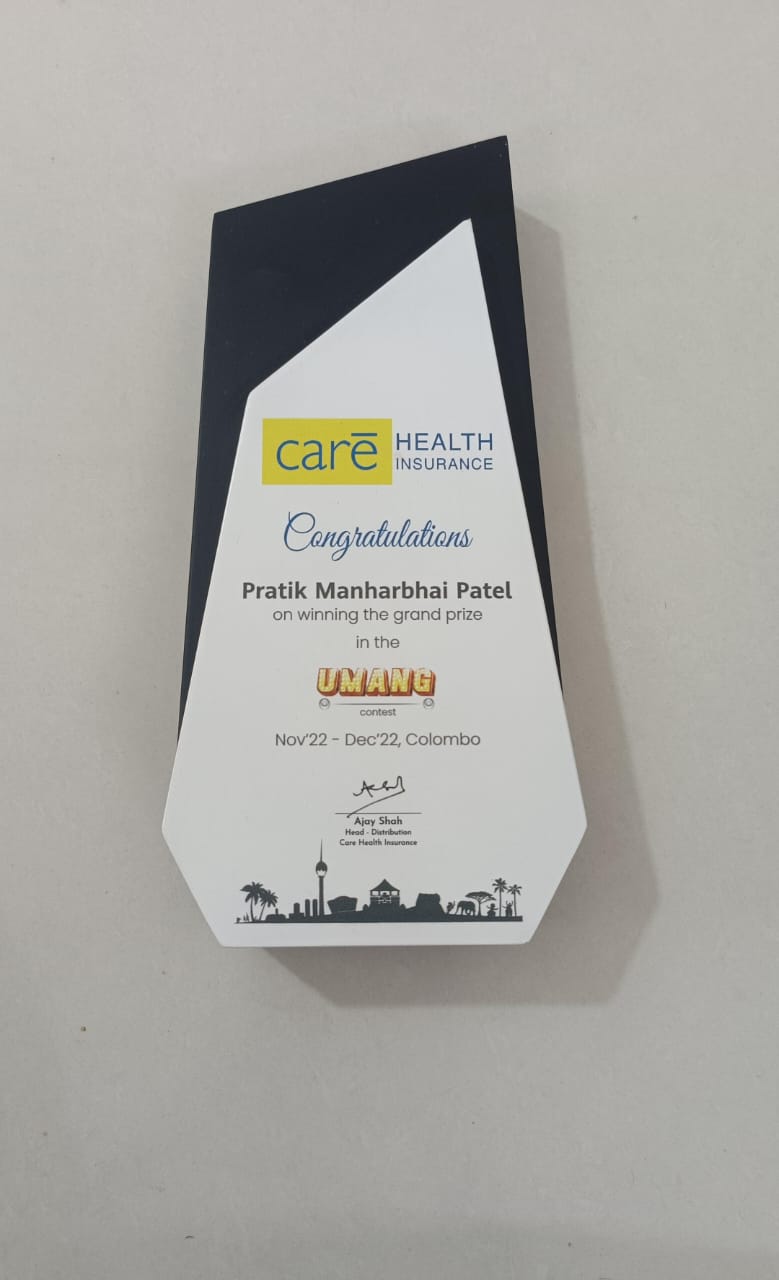 carē HEALTH
INSURANCE
Congratulations
Pratik Manharbhai Patel
on winning the grand prize
in the
UMANG
contest
Nov'22 - Dec'22, Colombo
Ajay Shah
Head - Distribution
Care Health Insurance